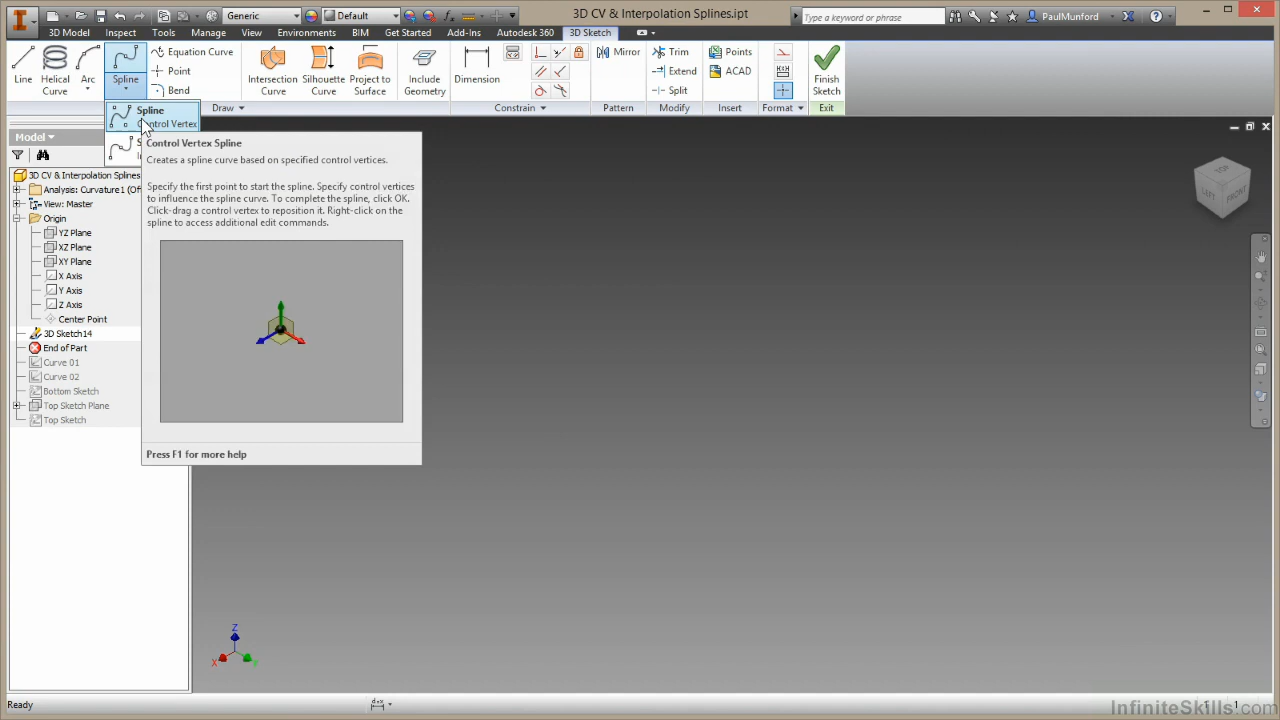 Generic
Default
3D CV & Interpolation Splines.ipt
Type a keyword or phrase
PaulMunford
3D Model
Inspect
Tools
Manage
View
Environments
BIM
Get Started
Add-Ins
Autodesk 360
3D Sketch
Line
Helical
Curve
Arc
Spline
Equation Curve
Point
Bend
Intersection
Curve
Silhouette
Curve
Project to
Surface
Include
Geometry
Dimension
Mirror
Trim
Extend
Split
Points
ACAD
Finish
Sketch
Draw
Constrain
Pattern
Modify
Insert
Format
Exit
Spline
Control Vertex
Control Vertex Spline
Creates a spline curve based on specified control vertices.
Specify the first point to start the spline. Specify control vertices
to influence the spline curve. To complete the spline, click OK.
Click-drag a control vertex to reposition it. Right-click on the
spline to access additional edit commands.
Press F1 for more help
Model
3D CV & Interpolation Splines
Analysis: Curvature1 (Of
View: Master
Origin
YZ Plane
XZ Plane
XY Plane
X Axis
Y Axis
Z Axis
Center Point
3D Sketch14
End of Part
Curve 01
Curve 02
Bottom Sketch
Top Sketch Plane
Top Sketch
TOP
LEFT
FRONT
Z
X
Y
Ready
1
1
InfiniteSkills.com